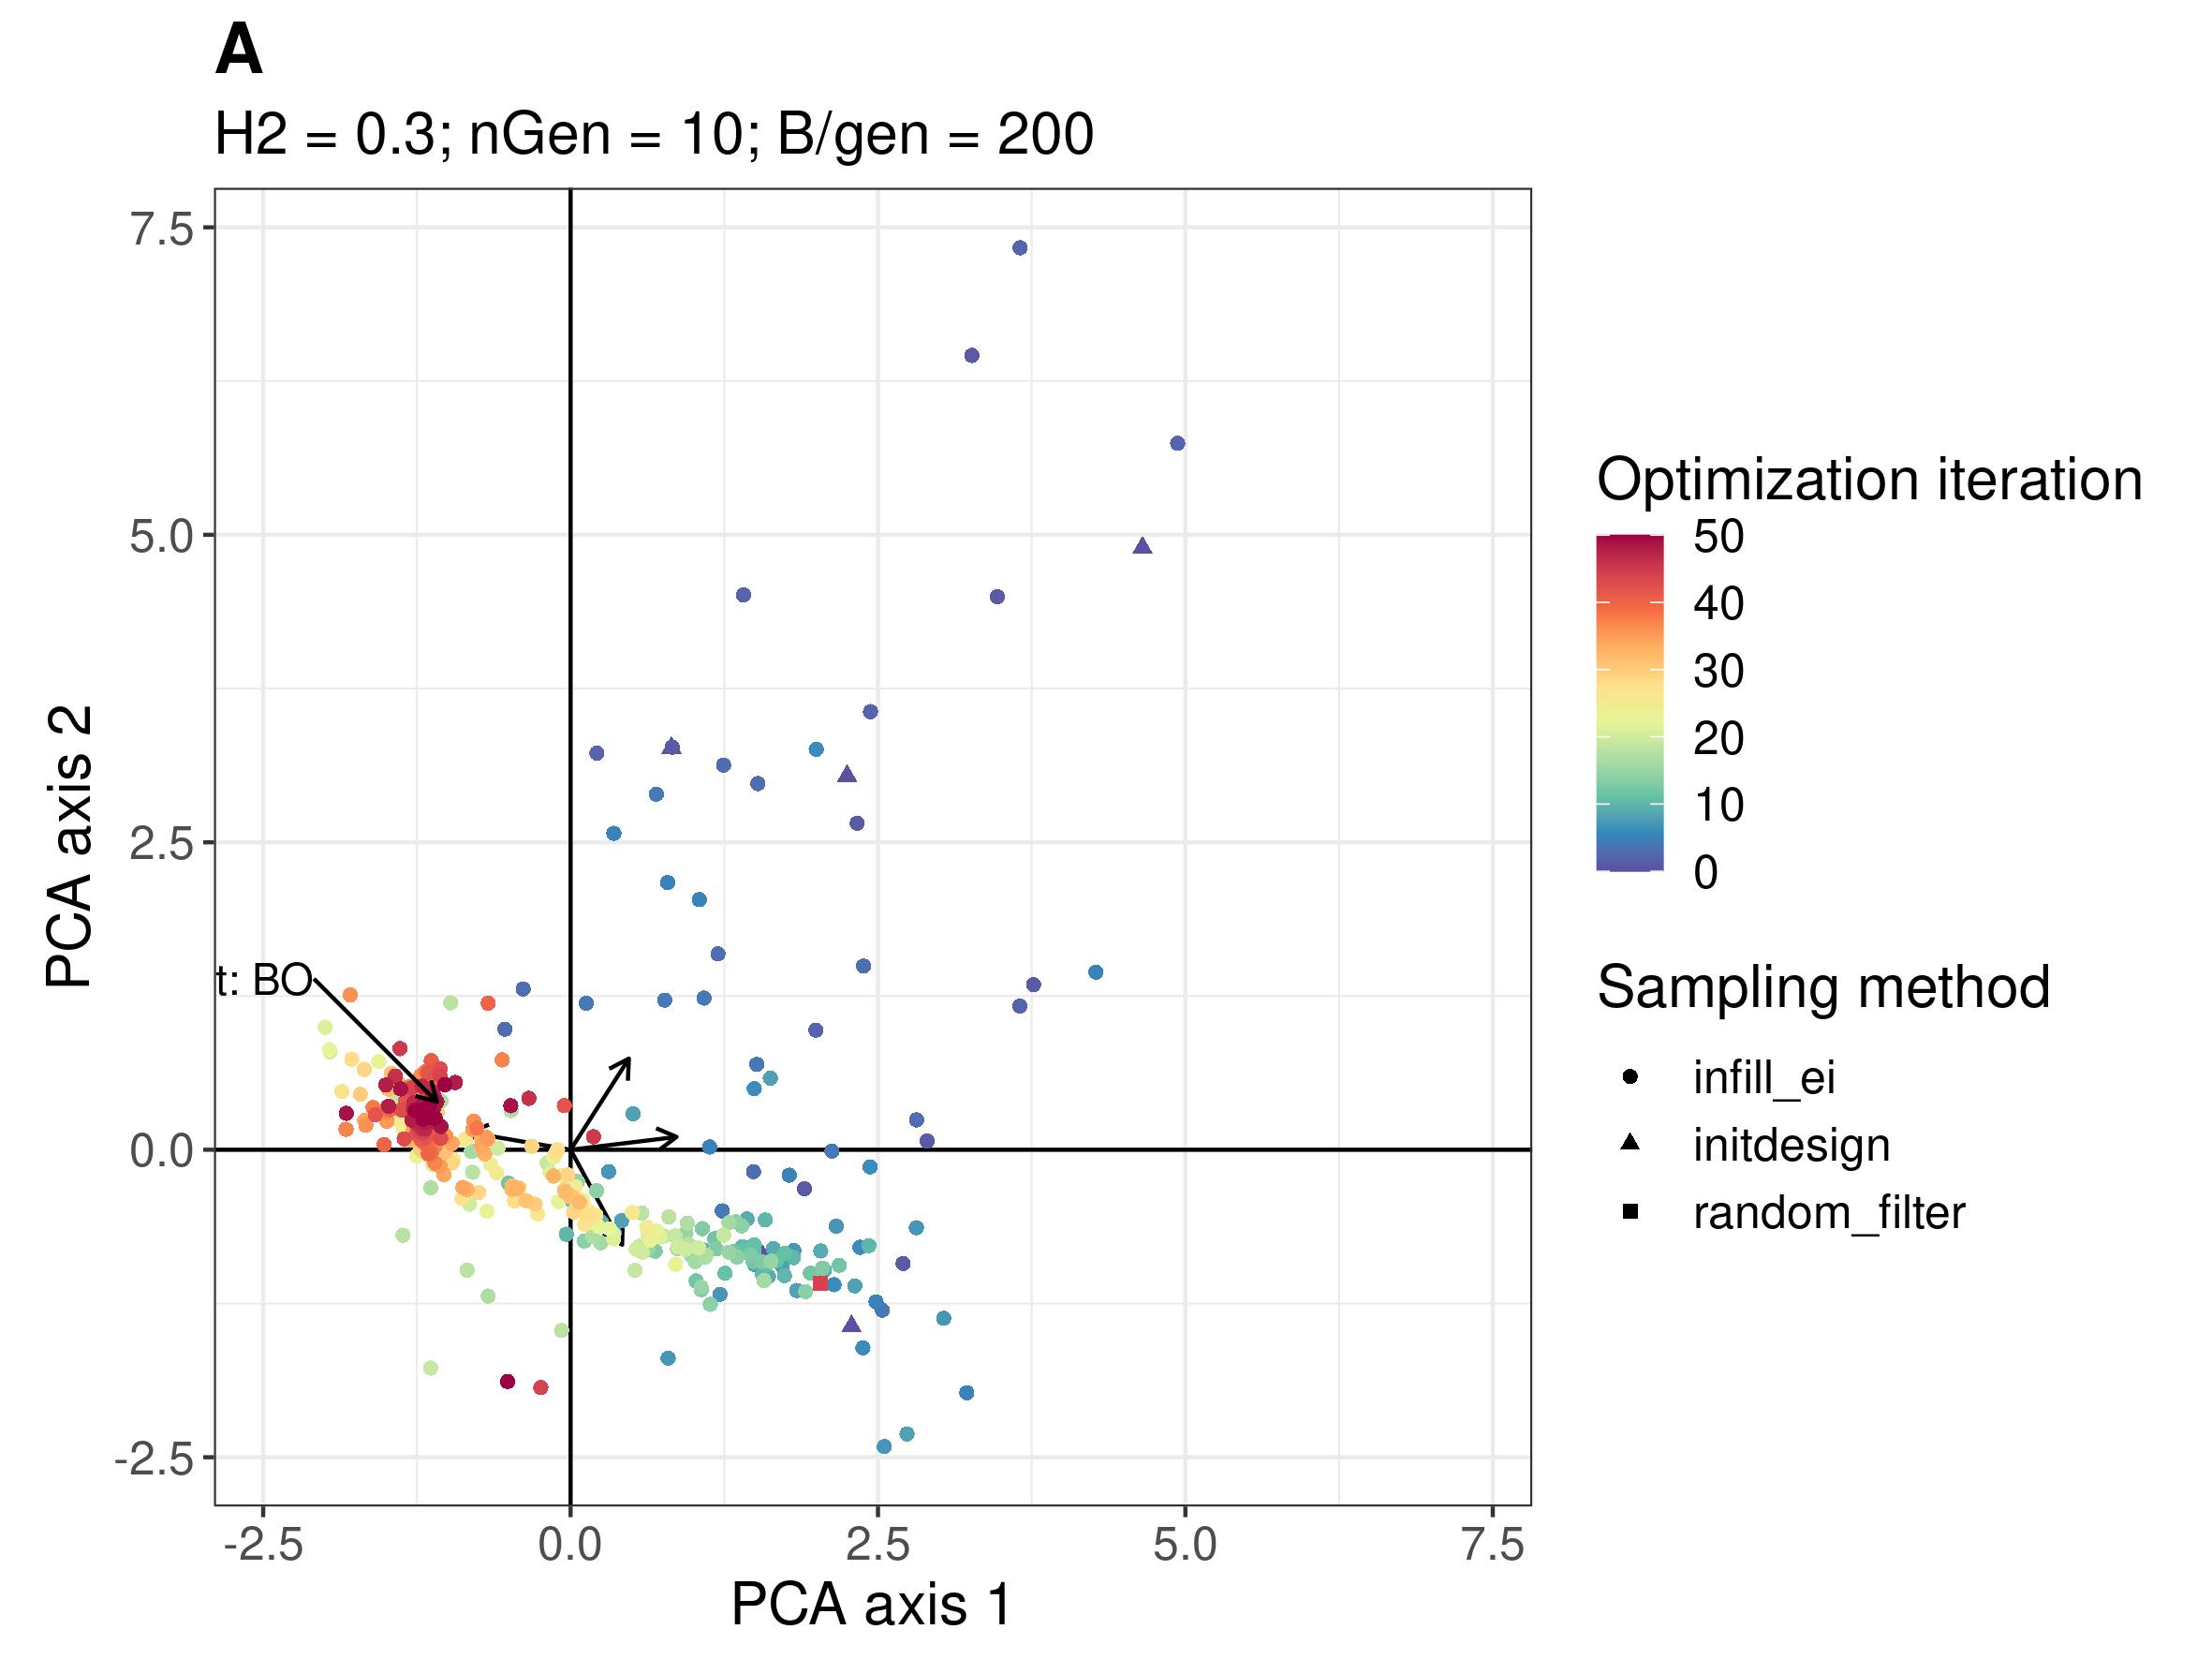 A
H2 = 0.3; nGen = 10; B/gen = 200
7.5
5.0
2.5
0.0
-2.5
PCA axis 2
t: BO
-2.5
0.0
2.5
5.0
7.5
PCA axis 1
Optimization iteration
50
40
30
20
10
0
Sampling method
infill_ei
initdesign
random_filter